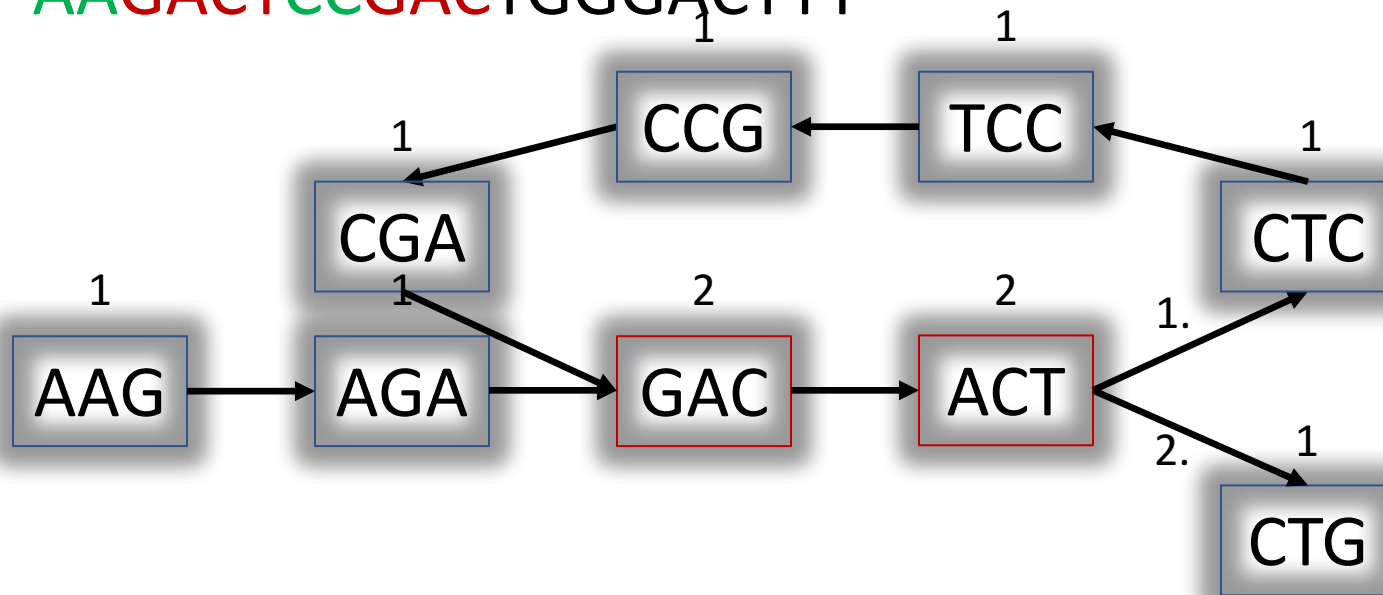 AAGACTCCGACTGGGACTTT
1 1
CCG TCC
1 1
CGA CTC
1 1 2 2
1.
AAG AGA GAC ACT
2. 1
CTG